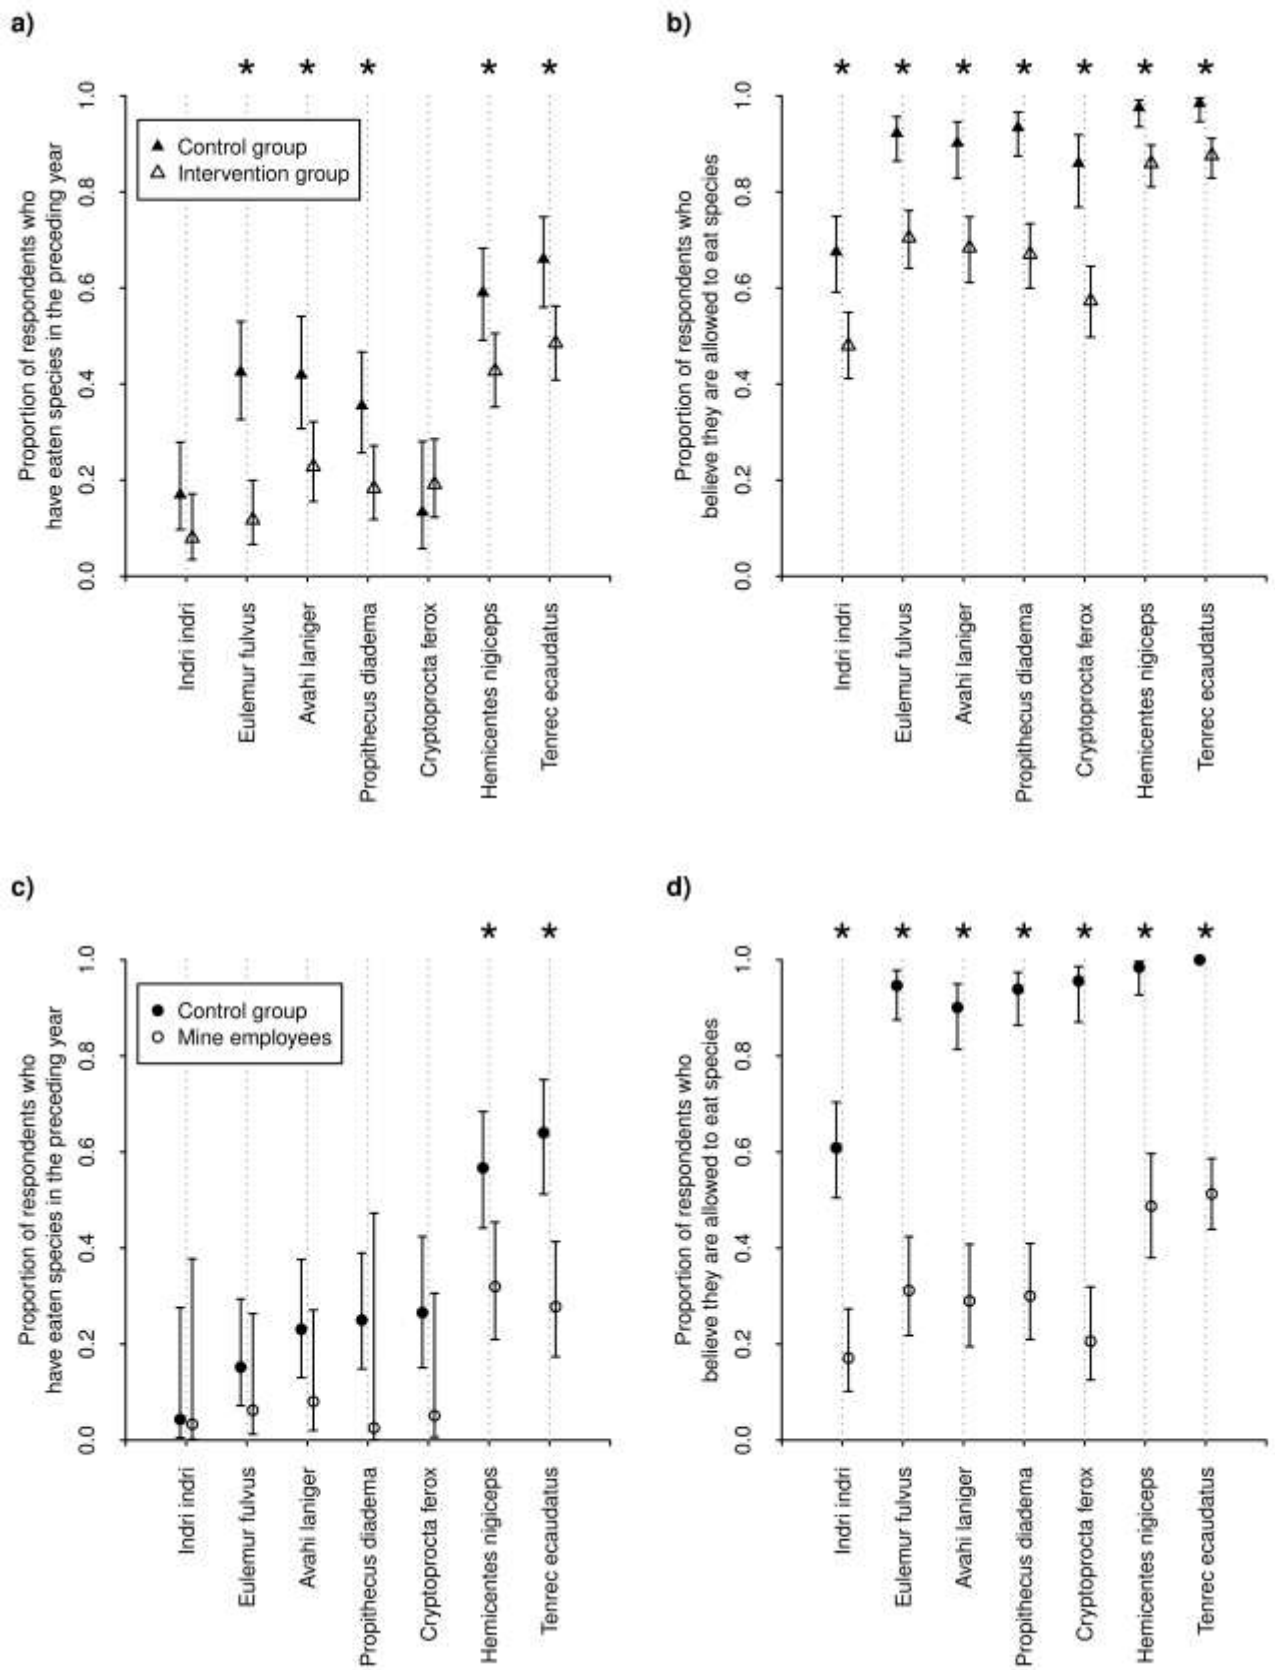 a)
* * * * *
Proportion of respondents who
have eaten species in the preceding year
1.0
0.8
0.6
0.4
0.2
0.0
Control group
Intervention group
Indri indri
Eulemur fulvus
Avahi laniger
Propithecus diadema
Cryptoprocta ferox
Hemicentes nigiceps
Tenrec ecaudatus
b)
* * * * * * *
Proportion of respondents who
believe they are allowed to eat species
1.0
0.8
0.6
0.4
0.2
0.0
Indri indri
Eulemur fulvus
Avahi laniger
Propithecus diadema
Cryptoprocta ferox
Hemicentes nigiceps
Tenrec ecaudatus
c)
* *
Proportion of respondents who
have eaten species in the preceding year
1.0
0.8
0.6
0.4
0.2
0.0
Control group
Mine employees
Indri indri
Eulemur fulvus
Avahi laniger
Propithecus diadema
Cryptoprocta ferox
Hemicentes nigiceps
Tenrec ecaudatus
d)
* * * * * * *
Proportion of respondents who
believe they are allowed to eat species
1.0
0.8
0.6
0.4
0.2
0.0
Indri indri
Eulemur fulvus
Avahi laniger
Propithecus diadema
Cryptoprocta ferox
Hemicentes nigiceps
Tenrec ecaudatus